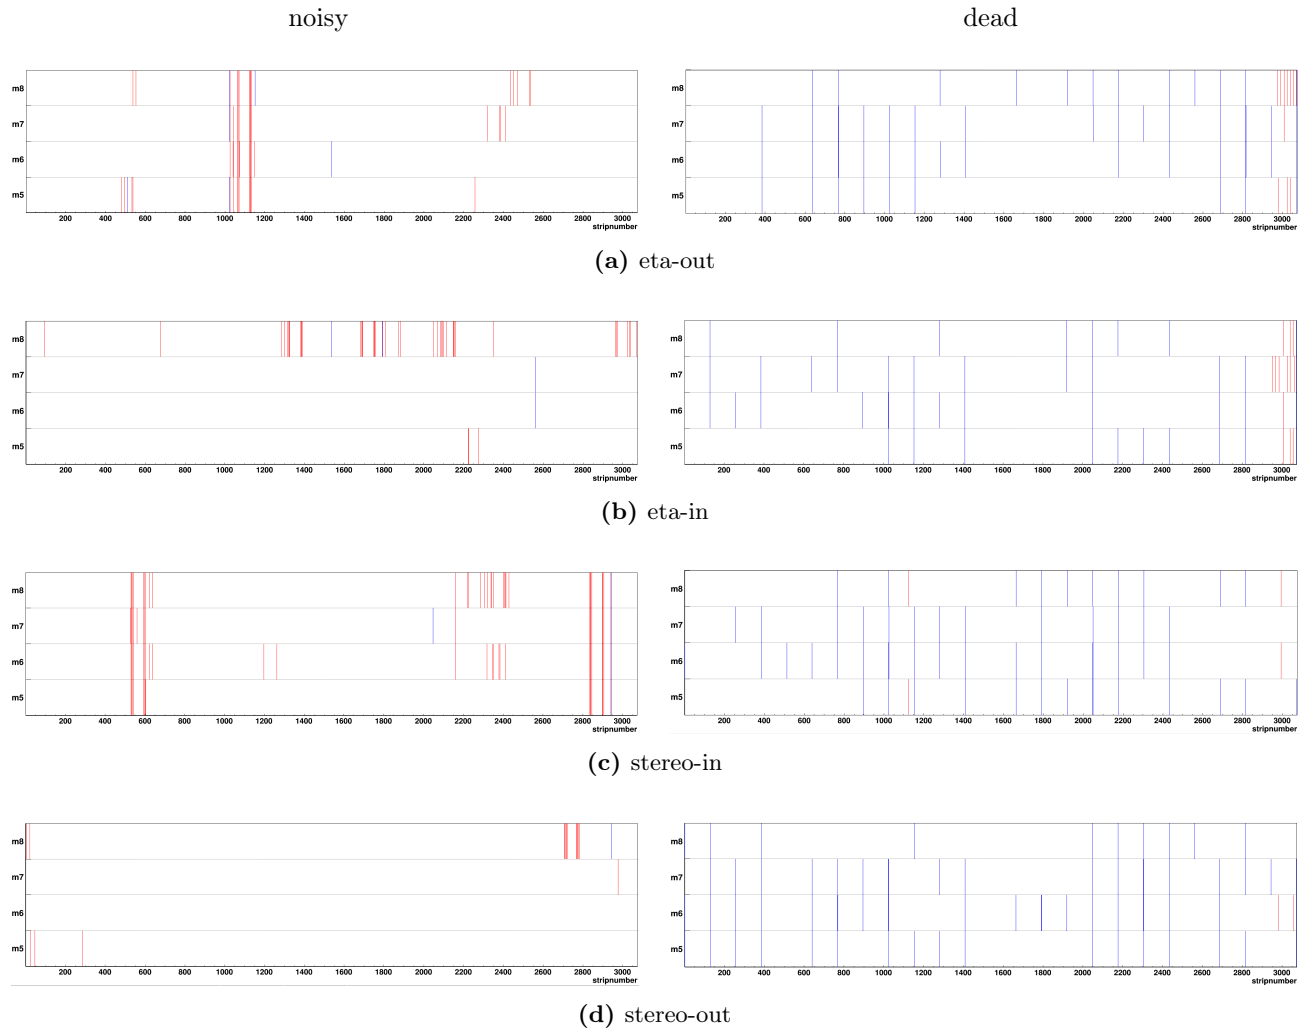 noisy dead
m8 m8
m7 m7
m6 m6
m5 m5
200 400 600 800 1000 1200 1400 1600 1800 2000 2200 2400 2600 2800 3000 200 400 600 800 1000 1200 1400 1600 1800 2000 2200 2400 2600 2800 3000
stripnumber stripnumber
(a) eta-out
m8 m8
m7 m7
m6 m6
m5 m5
200 400 600 800 1000 1200 1400 1600 1800 2000 2200 2400 2600 2800 3000 200 400 600 800 1000 1200 1400 1600 1800 2000 2200 2400 2600 2800 3000
stripnumber stripnumber
(b) eta-in
m8 m8
m7 m7
m6 m6
m5 m5
200 400 600 800 1000 1200 1400 1600 1800 2000 2200 2400 2600 2800 3000 200 400 600 800 1000 1200 1400 1600 1800 2000 2200 2400 2600 2800 3000
stripnumber stripnumber
(c) stereo-in
m8 m8
m7 m7
m6 m6
m5 m5
200 400 600 800 1000 1200 1400 1600 1800 2000 2200 2400 2600 2800 3000 200 400 600 800 1000 1200 1400 1600 1800 2000 2200 2400 2600 2800 3000
stripnumber stripnumber
(d) stereo-out